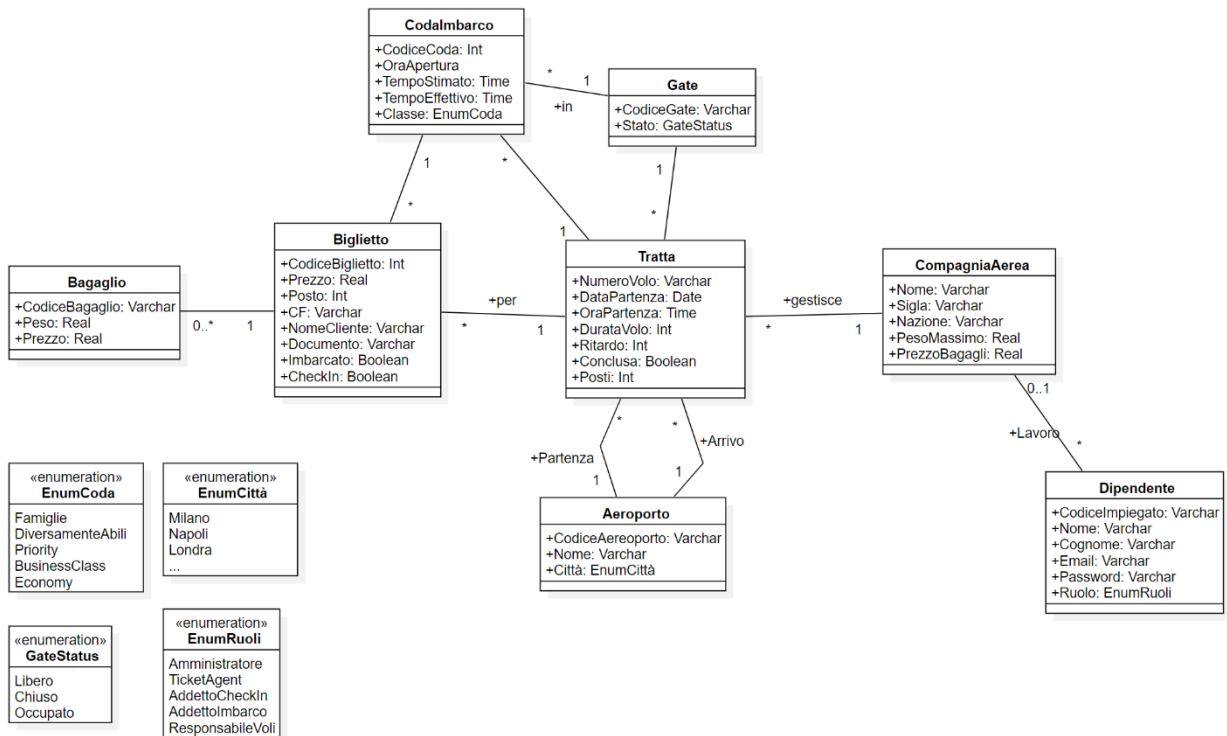 CodaImbarco
+CodiceCoda: Int
+OraApertura
+TempoStimato: Time
+TempoEffettivo: Time
+Classe: EnumCoda
*
1
+in
Gate
+CodiceGate: Varchar
+Stato: GateStatus
1
*
*
1
1
*
Bagaglio
+CodiceBagaglio: Varchar
+Peso: Real
+Prezzo: Real
0..*
1
Biglietto
+CodiceBiglietto: Int
+Prezzo: Real
+Posto: Int
+CF: Varchar
+NomeCliente: Varchar
+Documento: Varchar
+Imbarcato: Boolean
+CheckIn: Boolean
+per
*
1
Tratta
+NumeroVolo: Varchar
+DataPartenza: Date
+OraPartenza: Time
+DurataVolo: Int
+Ritardo: Int
+Conclusa: Boolean
+Posti: Int
+gestisce
*
1
CompagniaAerea
+Nome: Varchar
+Sigla: Varchar
+Nazione: Varchar
+PesoMassimo: Real
+PrezzoBagagli: Real
0..1
+Lavoro
*
*
*
+Partenza
+Arrivo
1
1
Aeroporto
+CodiceAereoporto: Varchar
+Nome: Varchar
+Città: EnumCittà
Dipendente
+CodiceImpiegato: Varchar
+Nome: Varchar
+Cognome: Varchar
+Email: Varchar
+Password: Varchar
+Ruolo: EnumRuoli
«enumeration»
EnumCoda
Famiglie
DiversamenteAbili
Priority
BusinessClass
Economy
«enumeration»
EnumCittà
Milano
Napoli
Londra
...
«enumeration»
GateStatus
Libero
Chiuso
Occupato
«enumeration»
EnumRuoli
Amministratore
TicketAgent
AddettoCheckIn
AddettoImbarco
ResponsabileVoli